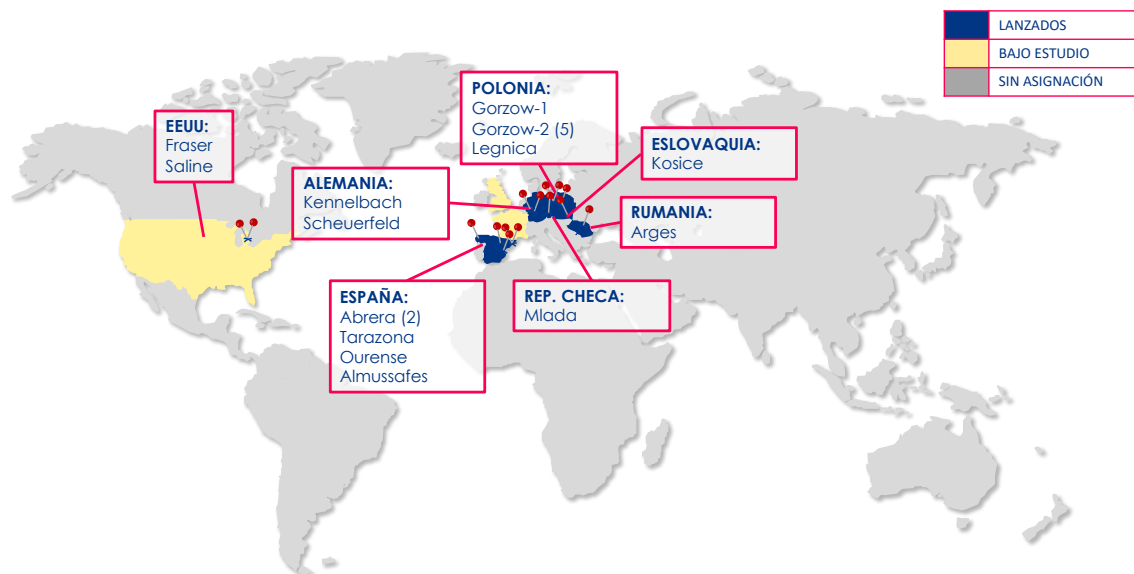 LANZADOS
BAJO ESTUDIO
SIN ASIGNACIÓN
POLONIA:
Gorzow-1
Gorzow-2 (5)
Legnica
EEUU:
Fraser
Saline
ESLOVAQUIA:
Kosice
ALEMANIA:
Kennelbach
Scheuerfeld
RUMANIA:
Arges
ESPAÑA:
Abrera (2)
Tarazona
Ourense
Almussafes
REP. CHECA:
Mlada